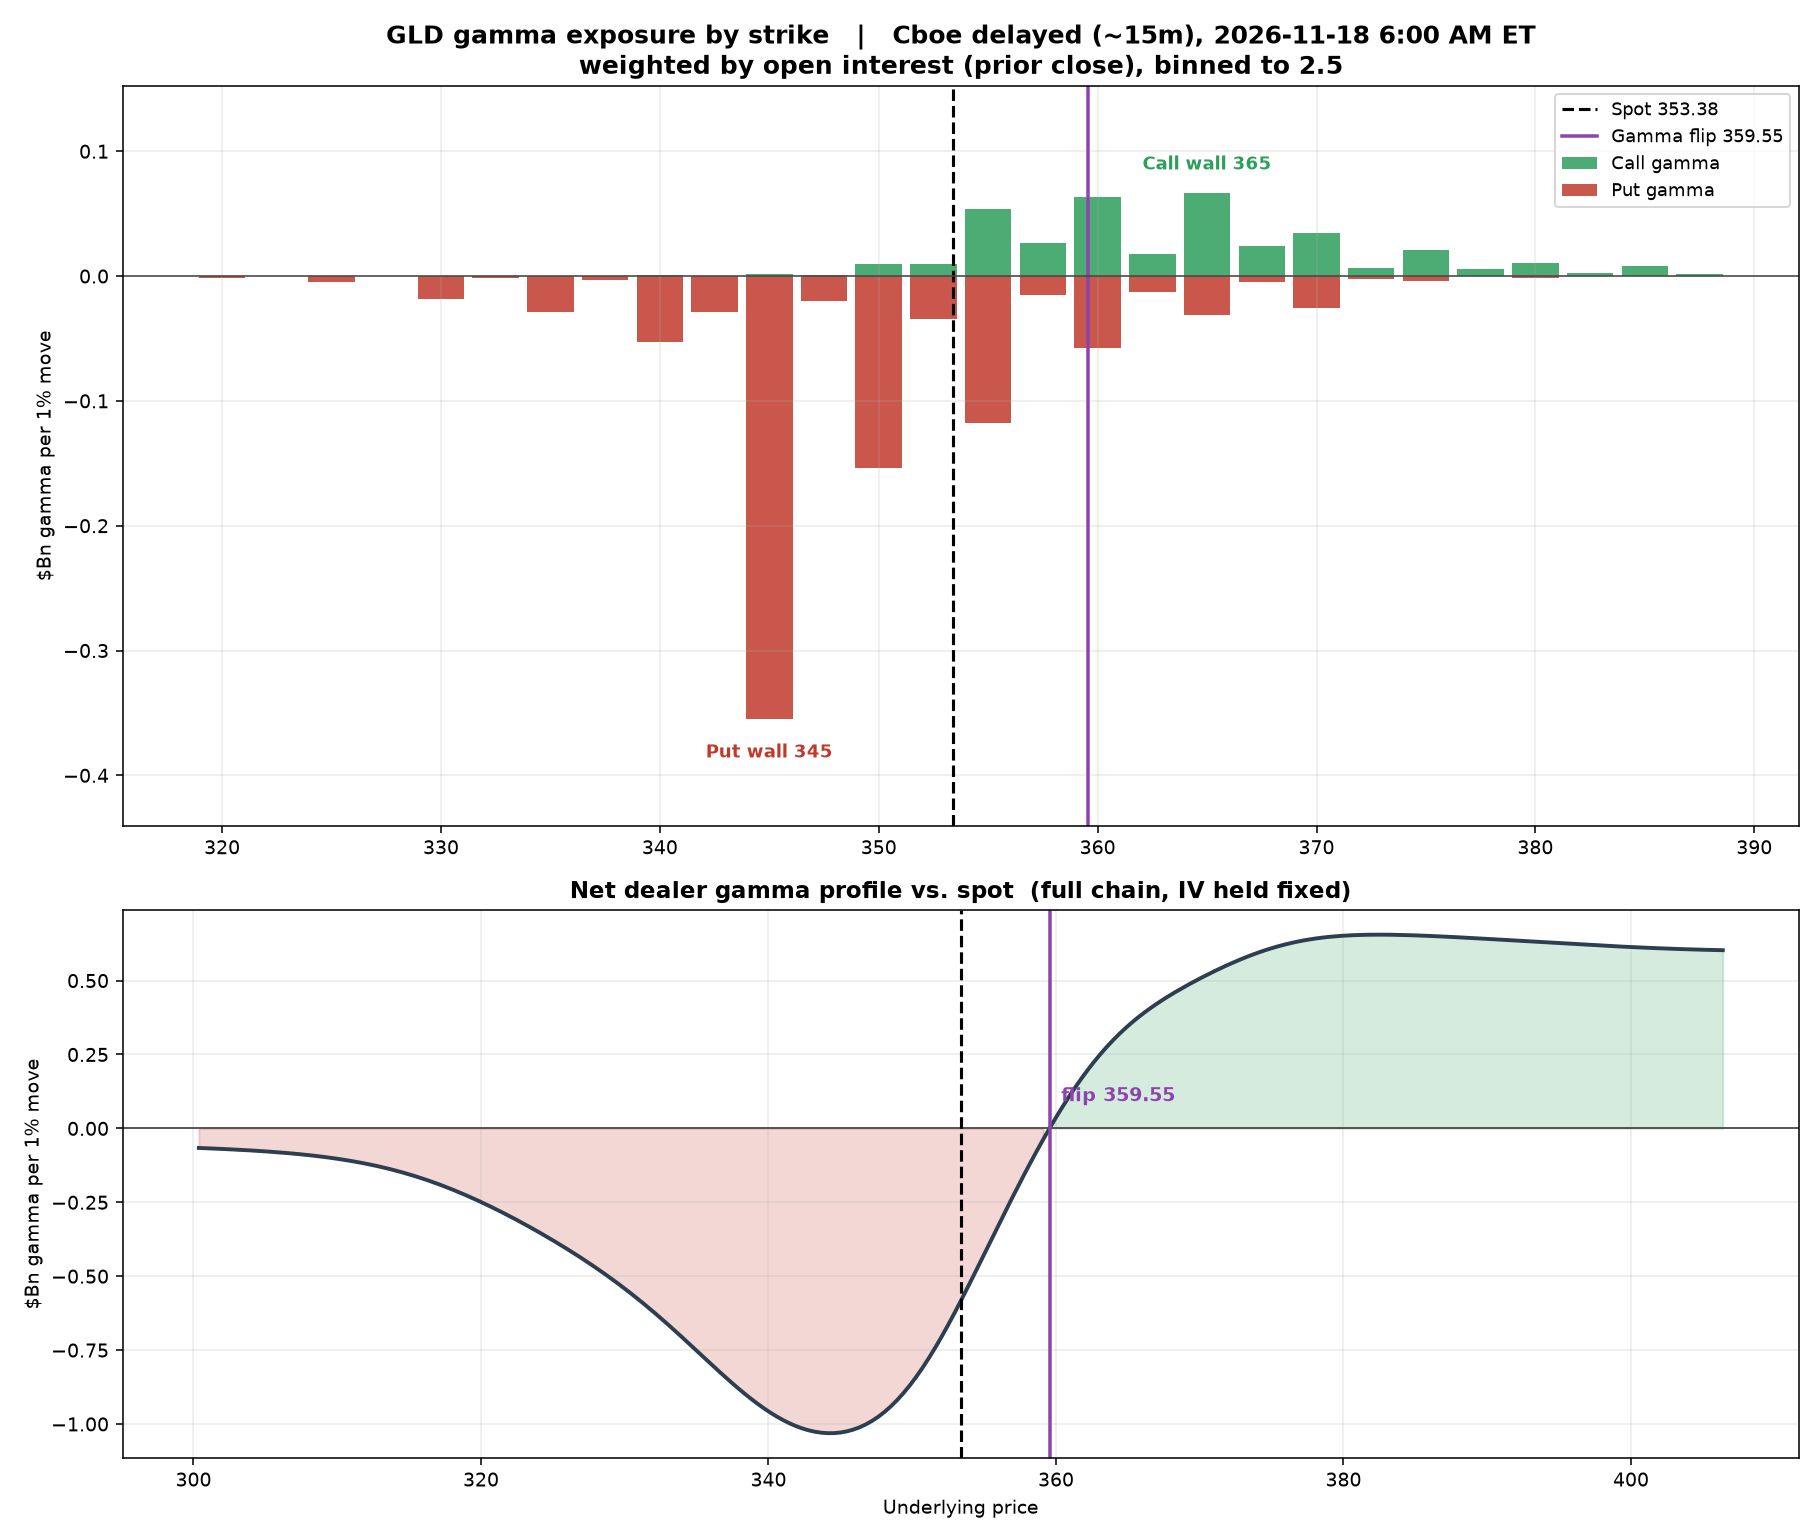 GLD gamma exposure by strike | Cboe delayed (~15m), 2026-11-18 6:00 AM ET
weighted by open interest (prior close), binned to 2.5
Spot 353.38
Gamma flip 359.55
Call gamma
Put gamma
Call wall 365
Put wall 345
$Bn gamma per 1% move
0.1
0.0
−0.1
−0.2
−0.3
−0.4
320 330 340 350 360 370 380 390
Net dealer gamma profile vs. spot (full chain, IV held fixed)
flip 359.55
$Bn gamma per 1% move
0.50
0.25
0.00
−0.25
−0.50
−0.75
−1.00
300 320 340 360 380 400
Underlying price